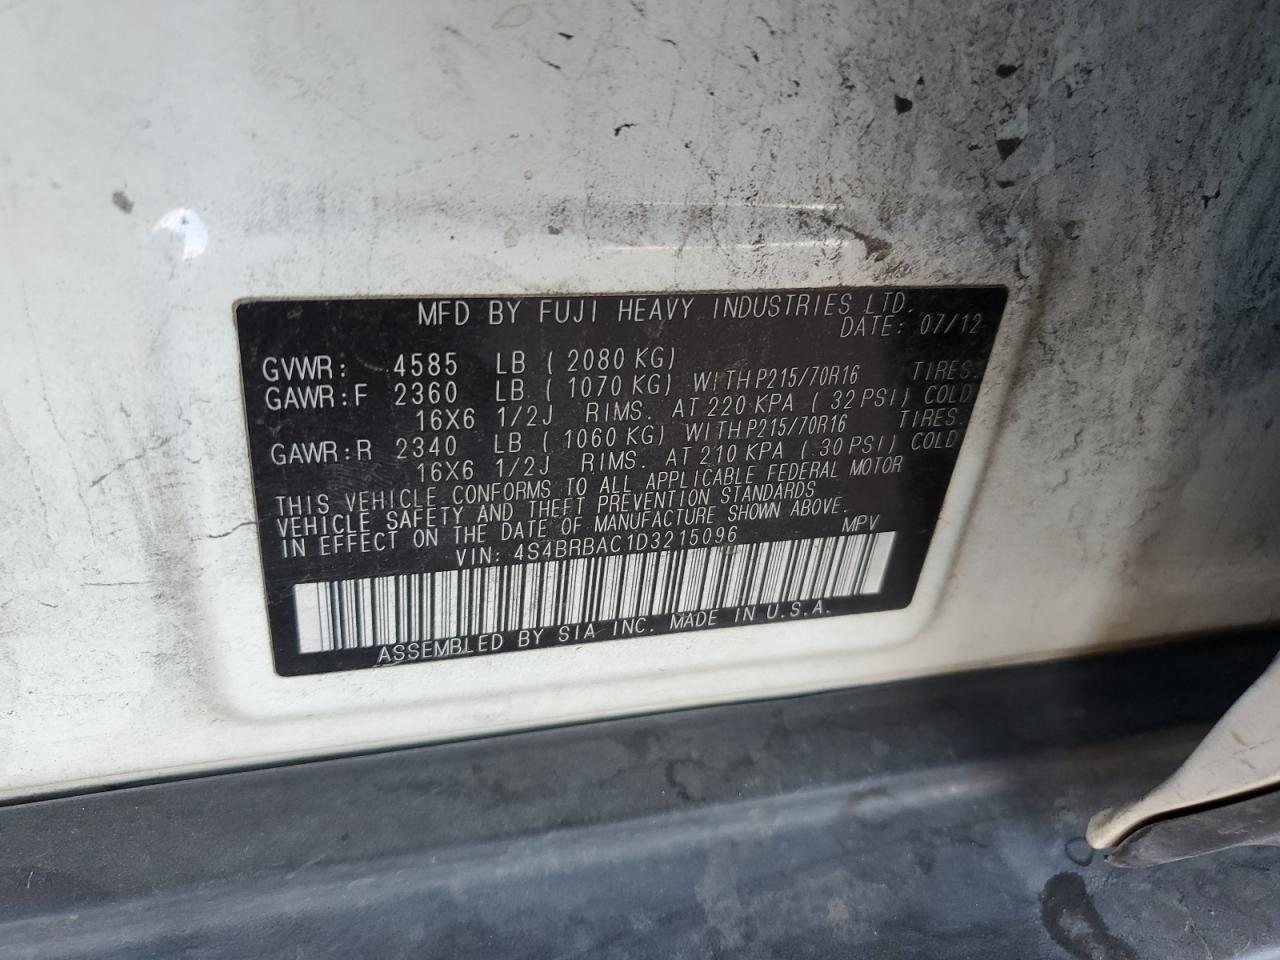 MFD BY FUJI HEAVY INDUSTRIES LTD.
DATE: 07/12
GVWR: 4585 LB ( 2080 KG)
GAWR:F 2360 LB ( 1070 KG) WITH P215/70R16 TIRES.
16X6 1/2J RIMS. AT 220 KPA ( 32 PSI) COLD
GAWR:R 2340 LB ( 1060 KG) WITH P215/70R16 TIRES.
16X6 1/2J RIMS. AT 210 KPA ( 30 PSI) COLD
THIS VEHICLE CONFORMS TO ALL APPLICABLE FEDERAL MOTOR
VEHICLE SAFETY AND THEFT PREVENTION STANDARDS
IN EFFECT ON THE DATE OF MANUFACTURE SHOWN ABOVE.
VIN: 4S4BRBAC1D3215096 MPV
ASSEMBLED BY SIA INC. MADE IN U.S.A.